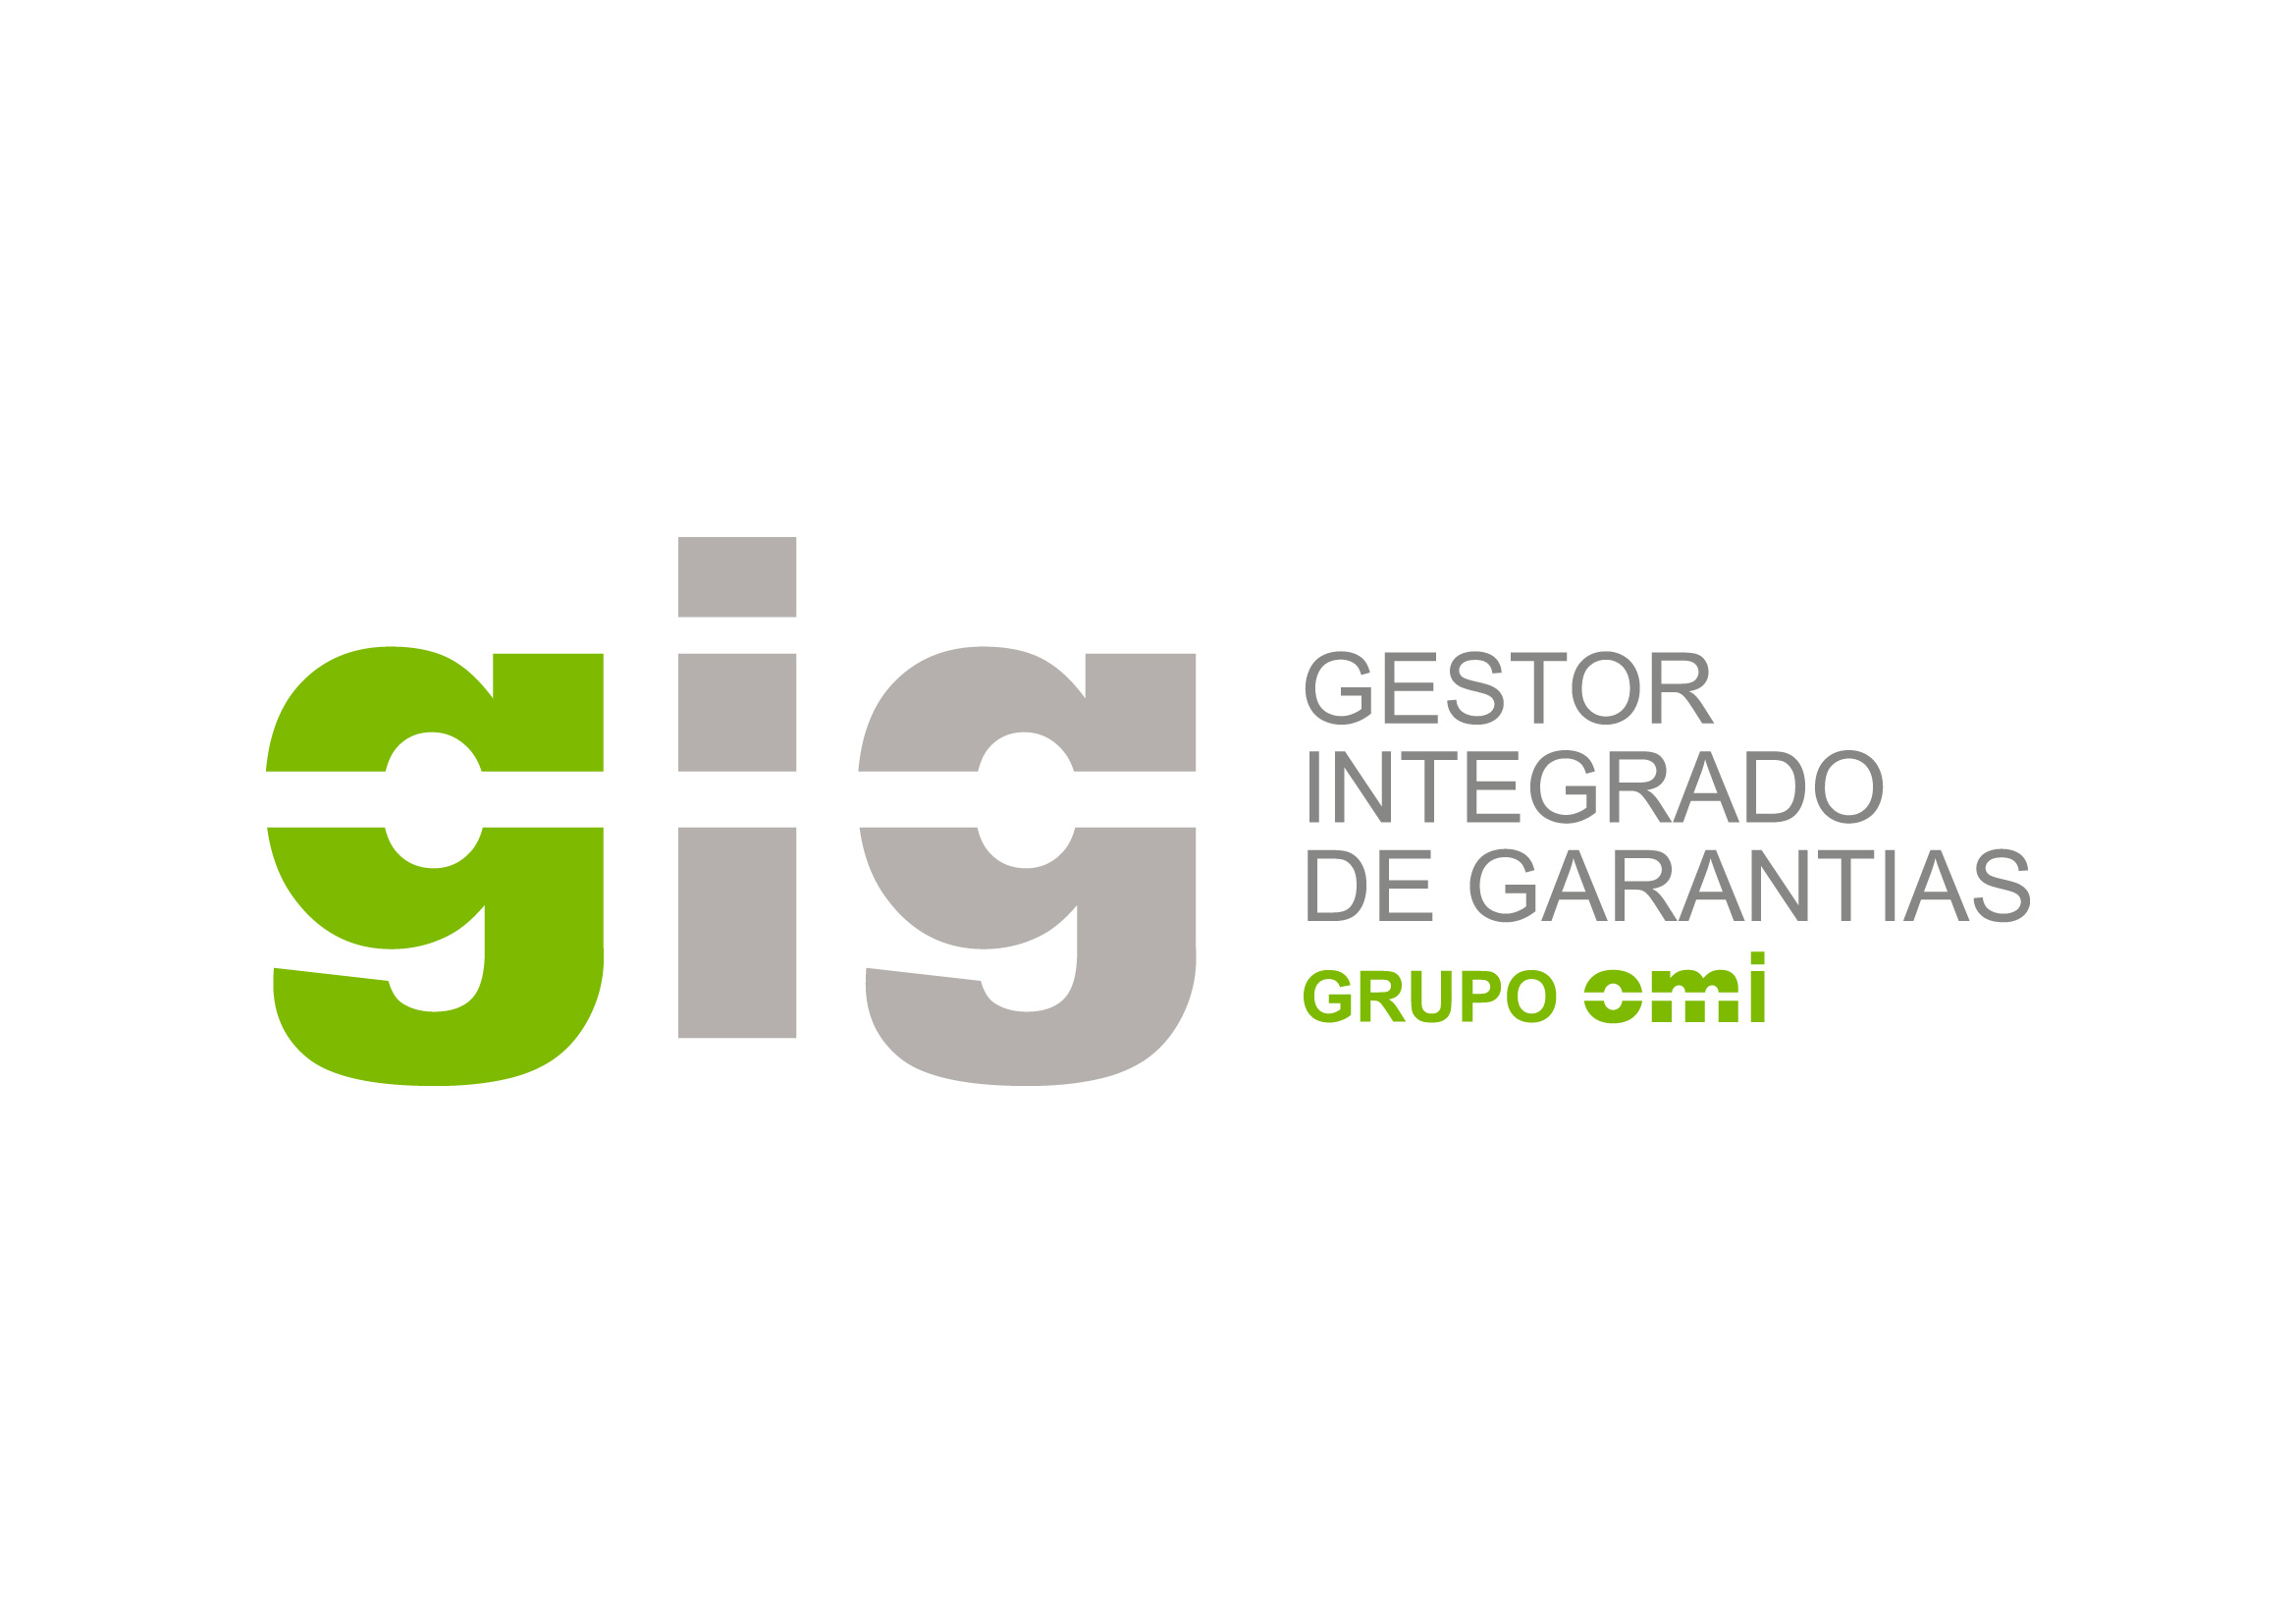 gig
GESTOR
INTEGRADO
DE GARANTIAS
GRUPO omi